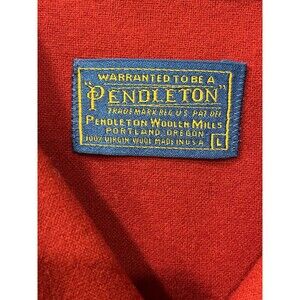 WARRANTED TO BE A
"PENDLETON"
TRADE MARK REG. U.S. PAT. OFF.
PENDLETON WOOLEN MILLS
PORTLAND, OREGON
100% VIRGIN WOOL MADE IN U.S.A.
L